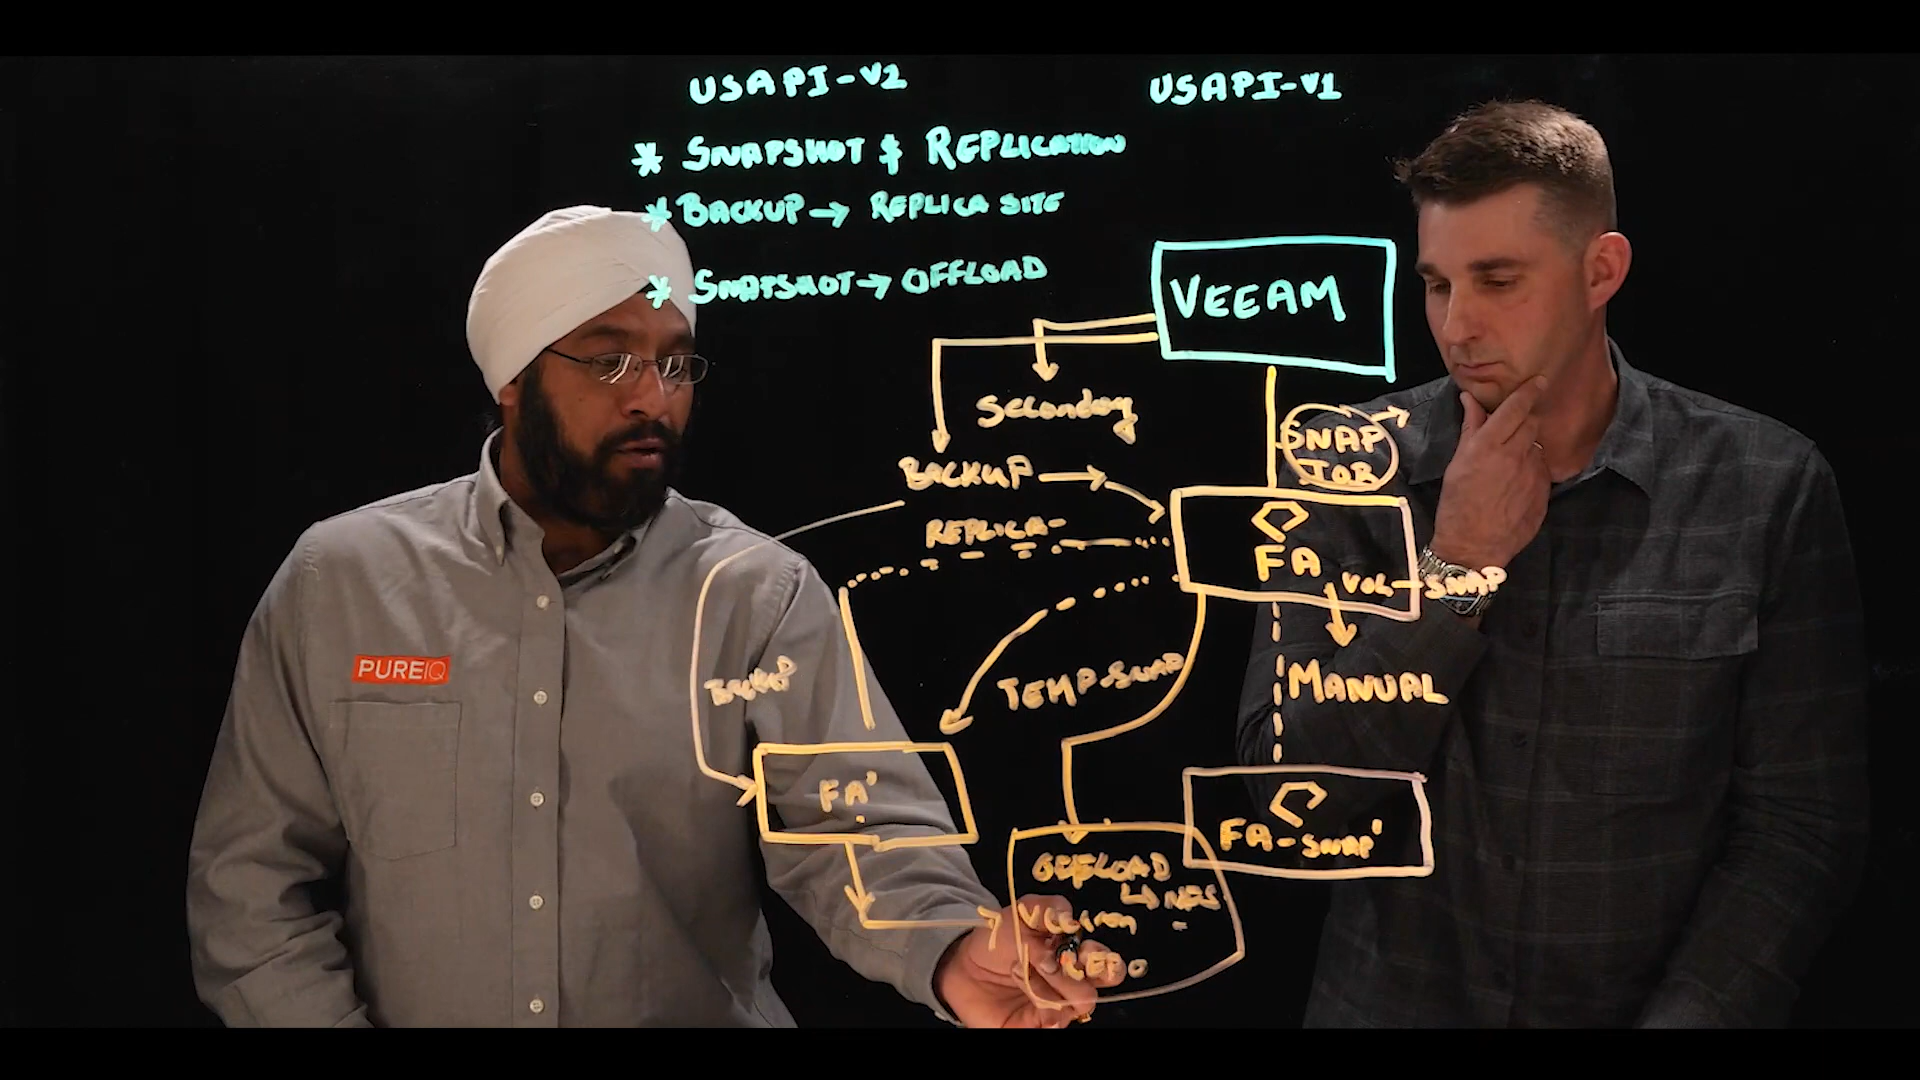 USAPI-V2
USAPI-V1
* SNAPSHOT & REPLICATION
* BACKUP → REPLICA SITE
* SNAPSHOT → OFFLOAD
VEEAM
Secondary
SNAP
JOB
BACKUP
REPLICA
FA
VOL-SNAP
BACKUP
TEMP-SNAP
MANUAL
PUREIQ
FA'
FA-SNAP'
OFFLOAD
↳ NFS
VEEAM
REPO